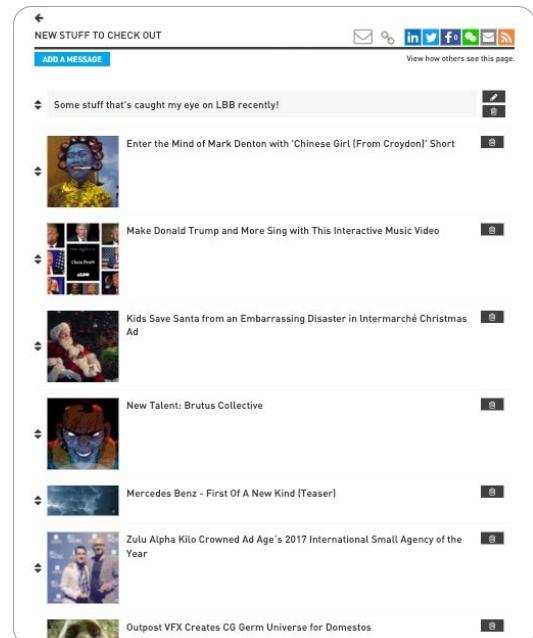 NEW STUFF TO CHECK OUT
ADD A MESSAGE
View how others see this page.
Some stuff that's caught my eye on LBB recently!
Enter the Mind of Mark Denton with 'Chinese Girl (From Croydon)' Short
Make Donald Trump and More Sing with This Interactive Music Video
Kids Save Santa from an Embarrassing Disaster in Intermarché Christmas
Ad
New Talent: Brutus Collective
Mercedes Benz - First Of A New Kind (Teaser)
Zulu Alpha Kilo Crowned Ad Age's 2017 International Small Agency of the
Year
Outpost VFX Creates CG Germ Universe for Domestos